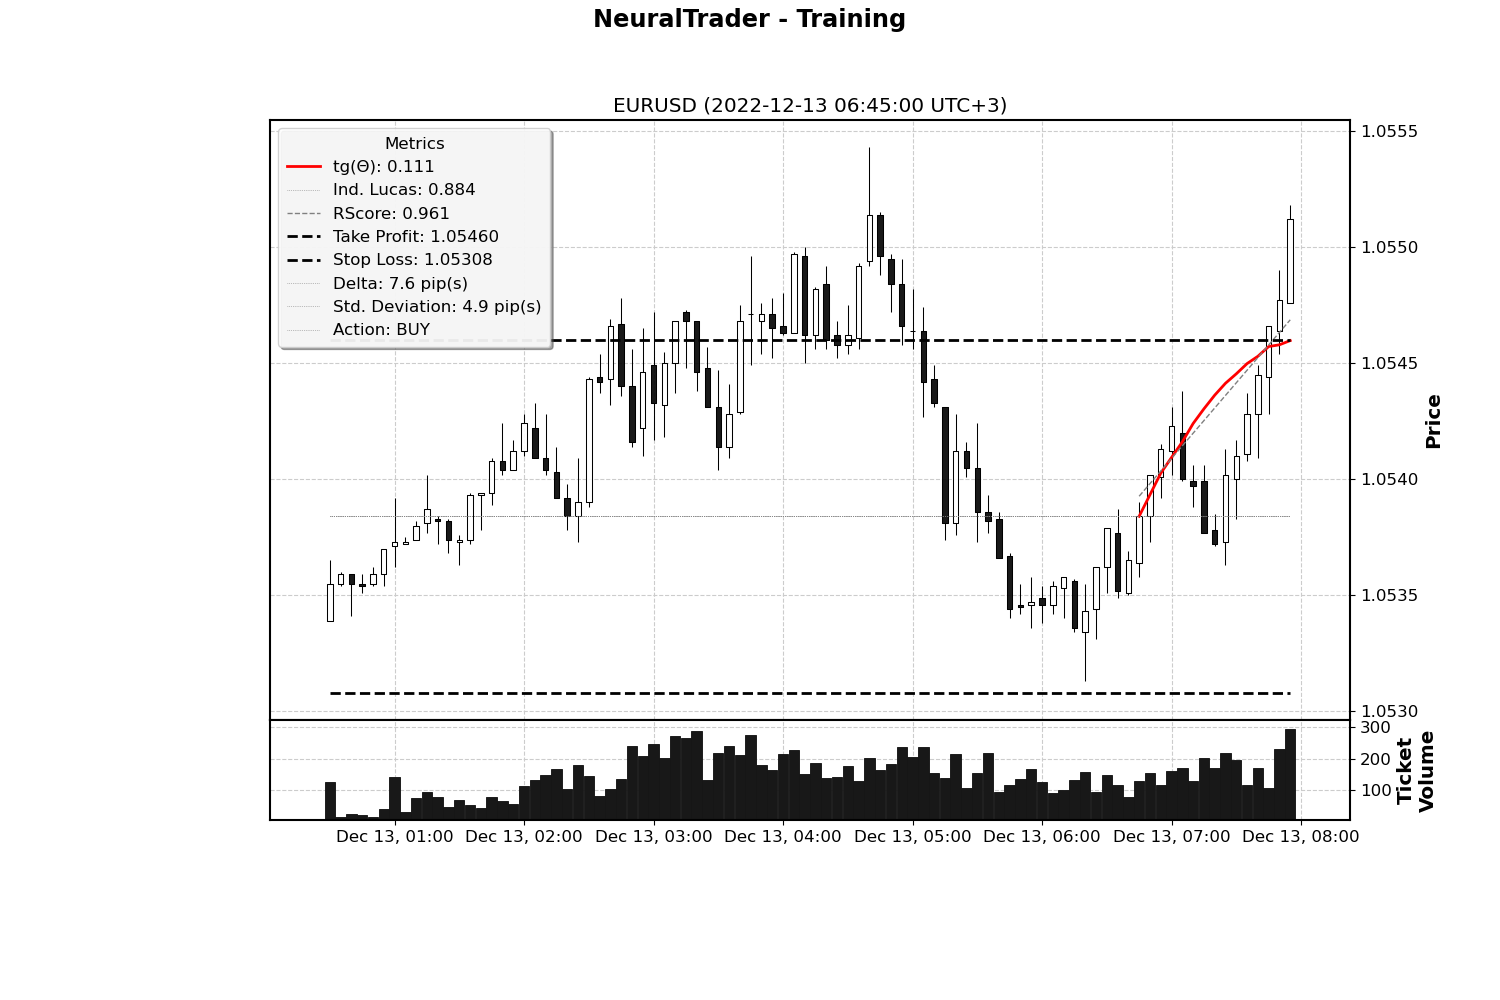 NeuralTrader - Training
EURUSD (2022-12-13 06:45:00 UTC+3)
Metrics
tg(Θ): 0.111
Ind. Lucas: 0.884
RScore: 0.961
Take Profit: 1.05460
Stop Loss: 1.05308
Delta: 7.6 pip(s)
Std. Deviation: 4.9 pip(s)
Action: BUY
1.0555
1.0550
1.0545
1.0540
1.0535
1.0530
Price
300
200
100
Ticket
Volume
Dec 13, 01:00
Dec 13, 02:00
Dec 13, 03:00
Dec 13, 04:00
Dec 13, 05:00
Dec 13, 06:00
Dec 13, 07:00
Dec 13, 08:00